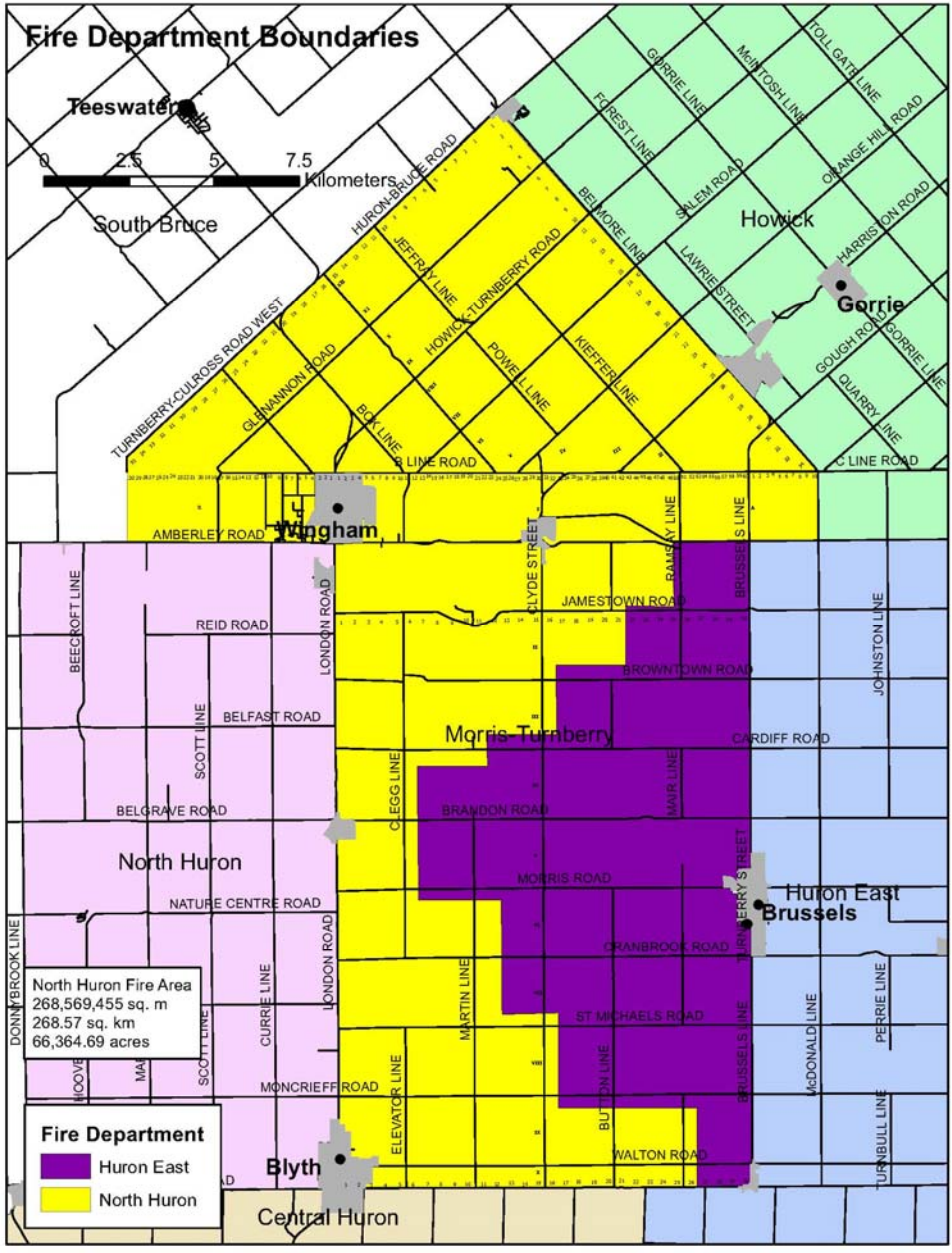 Fire Department Boundaries
Teeswater
0 2.5 5 7.5
Kilometers
South Bruce
HURON-BRUCE ROAD
GORRIE LINE
McINTOSH LINE
TOLL GATE LINE
FOREST LINE
ORANGE HILL ROAD
SALEM ROAD
BELMORE LINE
Howick
HARRISTON ROAD
JEFFRAY LINE
HOWICK-TURNBERRY ROAD
LAWRIE STREET
Gorrie
TURNBERRY-CULROSS ROAD WEST
GLENANNON ROAD
POWELL LINE
KIEFFER LINE
GOUGH ROAD
GORRIE LINE
QUARRY LINE
BOK LINE
B LINE ROAD
C LINE ROAD
Wingham
AMBERLEY ROAD
CLYDE STREET
RAMSAY LINE
BRUSSELS LINE
JAMESTOWN ROAD
BEECROFT LINE
REID ROAD
LONDON ROAD
JOHNSTON LINE
BROWNTOWN ROAD
SCOTT LINE
BELFAST ROAD
Morris-Turnberry
CARDIFF ROAD
CLEGG LINE
MAIR LINE
BELGRAVE ROAD
BRANDON ROAD
North Huron
MORRIS ROAD
TURNBERRY STREET
Huron East
Brussels
NATURE CENTRE ROAD
CRANBROOK ROAD
DONNYBROOK LINE
LONDON ROAD
North Huron Fire Area
268,569,455 sq. m
268.57 sq. km
66,364.69 acres
CURRIE LINE
MARTIN LINE
ST MICHAELS ROAD
BRUSSELS LINE
McDONALD LINE
PERRIE LINE
HOOVE
MAR
SCOTT LINE
MONCRIEFF ROAD
ELEVATOR LINE
BUTTON LINE
TURNBULL LINE
WALTON ROAD
Fire Department
Huron East
North Huron
AD
Blyth
Central Huron